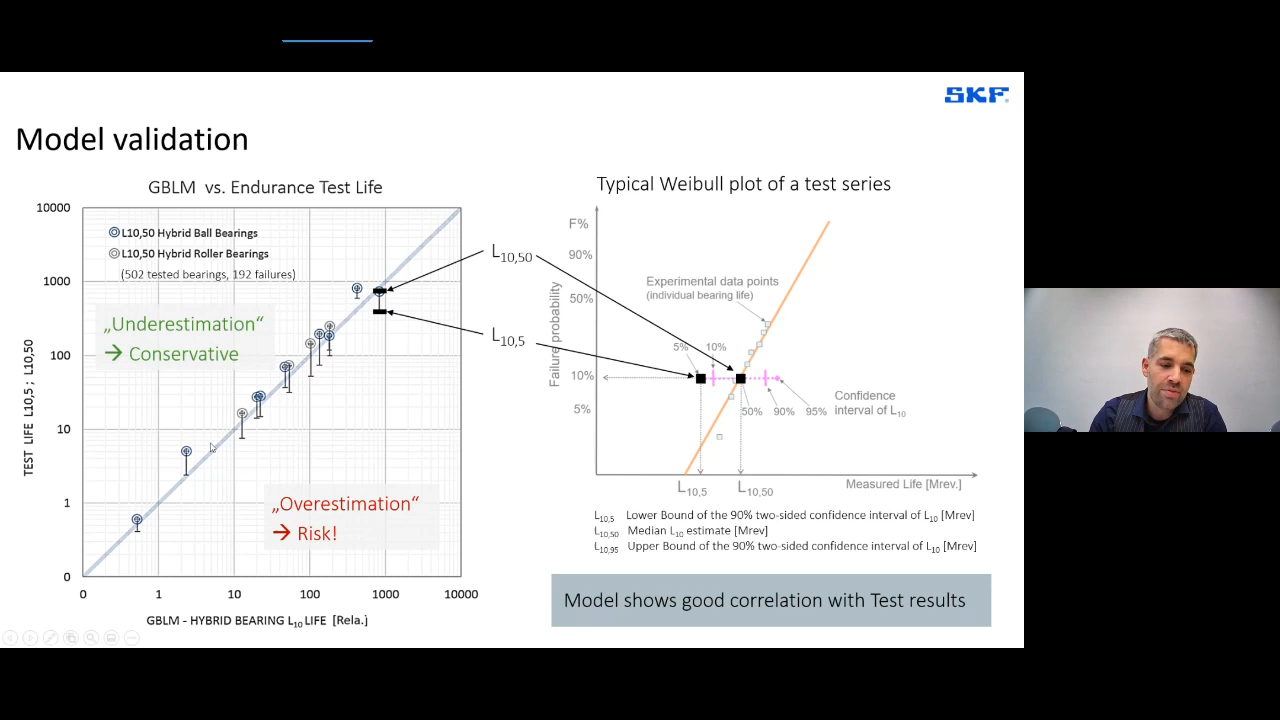 SKF
Model validation
GBLM vs. Endurance Test Life
10000
1000
100
10
1
0
TEST LIFE L10,5 ; L10,50
L10,50 Hybrid Ball Bearings
L10,50 Hybrid Roller Bearings
(502 tested bearings, 192 failures)
„Underestimation“
→ Conservative
„Overestimation“
→ Risk!
0 1 10 100 1000 10000
GBLM - HYBRID BEARING L10 LIFE [Rela.]
L10,50
L10,5
Typical Weibull plot of a test series
F%
90%
50%
10%
5%
Failure probability
Experimental data points
(individual bearing life)
5% 10%
50% 90% 95%
Confidence
interval of L10
L10,5 L10,50
Measured Life [Mrev.]
L10,5 Lower Bound of the 90% two-sided confidence interval of L10 [Mrev]
L10,50 Median L10 estimate [Mrev]
L10,95 Upper Bound of the 90% two-sided confidence interval of L10 [Mrev]
Model shows good correlation with Test results